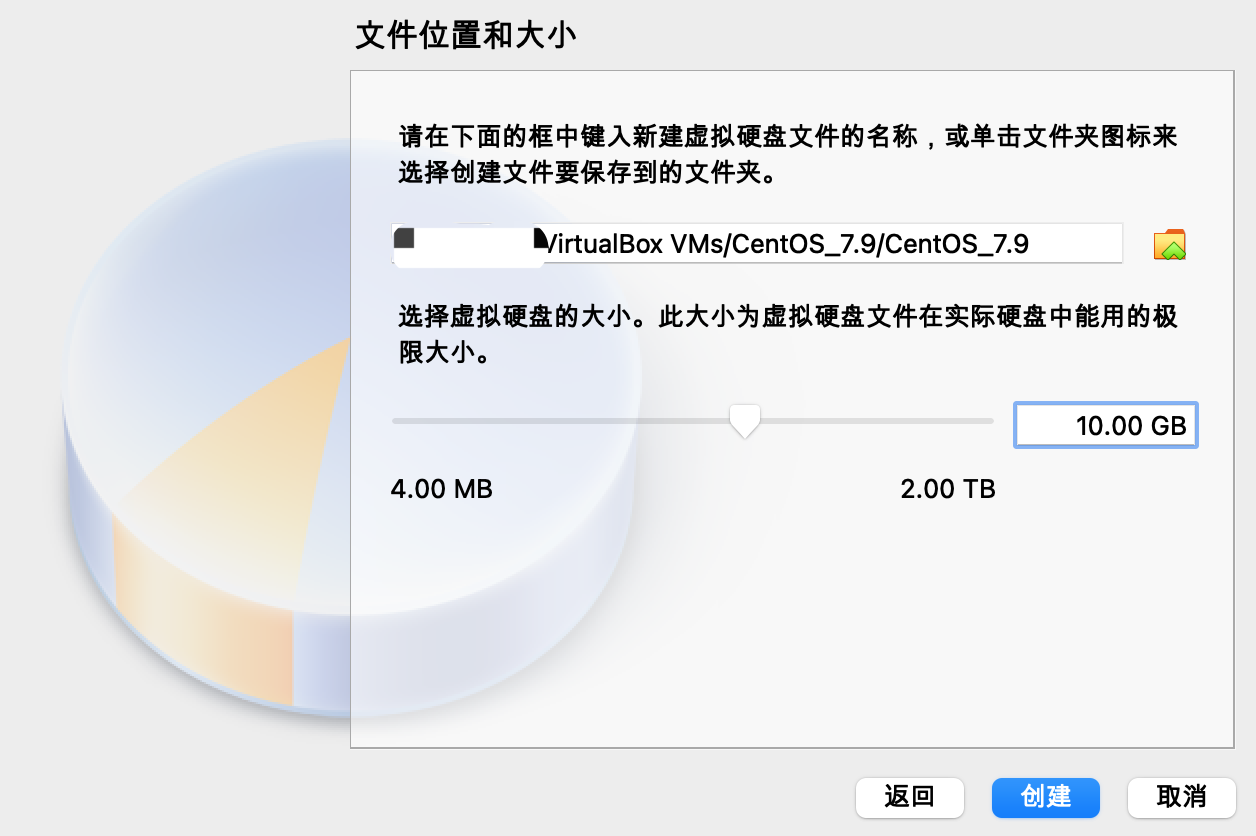 文件位置和大小
请在下面的框中键入新建虚拟硬盘文件的名称，或单击文件夹图标来
选择创建文件要保存到的文件夹。
VirtualBox VMs/CentOS_7.9/CentOS_7.9
选择虚拟硬盘的大小。此大小为虚拟硬盘文件在实际硬盘中能用的极
限大小。
10.00 GB
4.00 MB 2.00 TB
返回 创建 取消